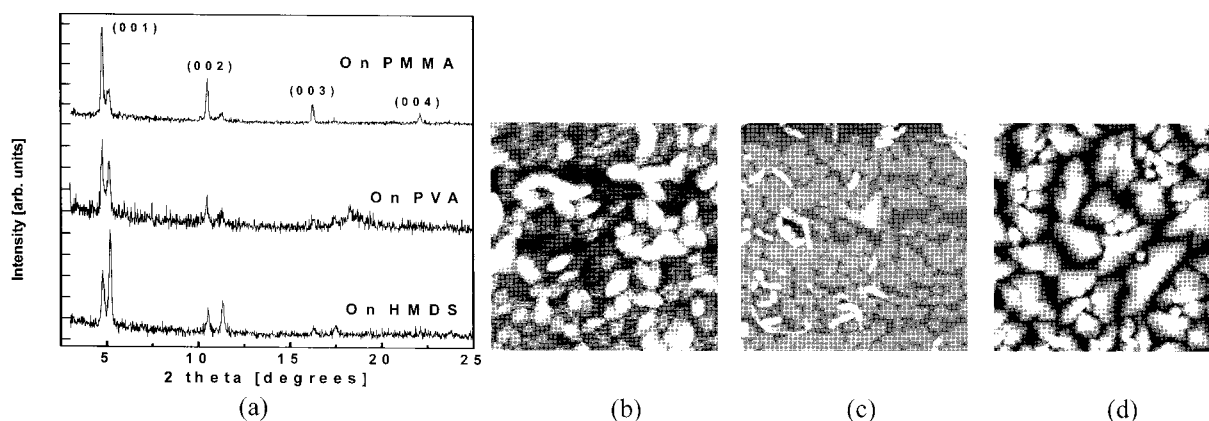 (001)
On PMMA
(002)
(003)
(004)
On PVA
On HMDS
Intensity [arb. units]
5 10 15 20 25
2 theta [degrees]
(a) (b) (c) (d)